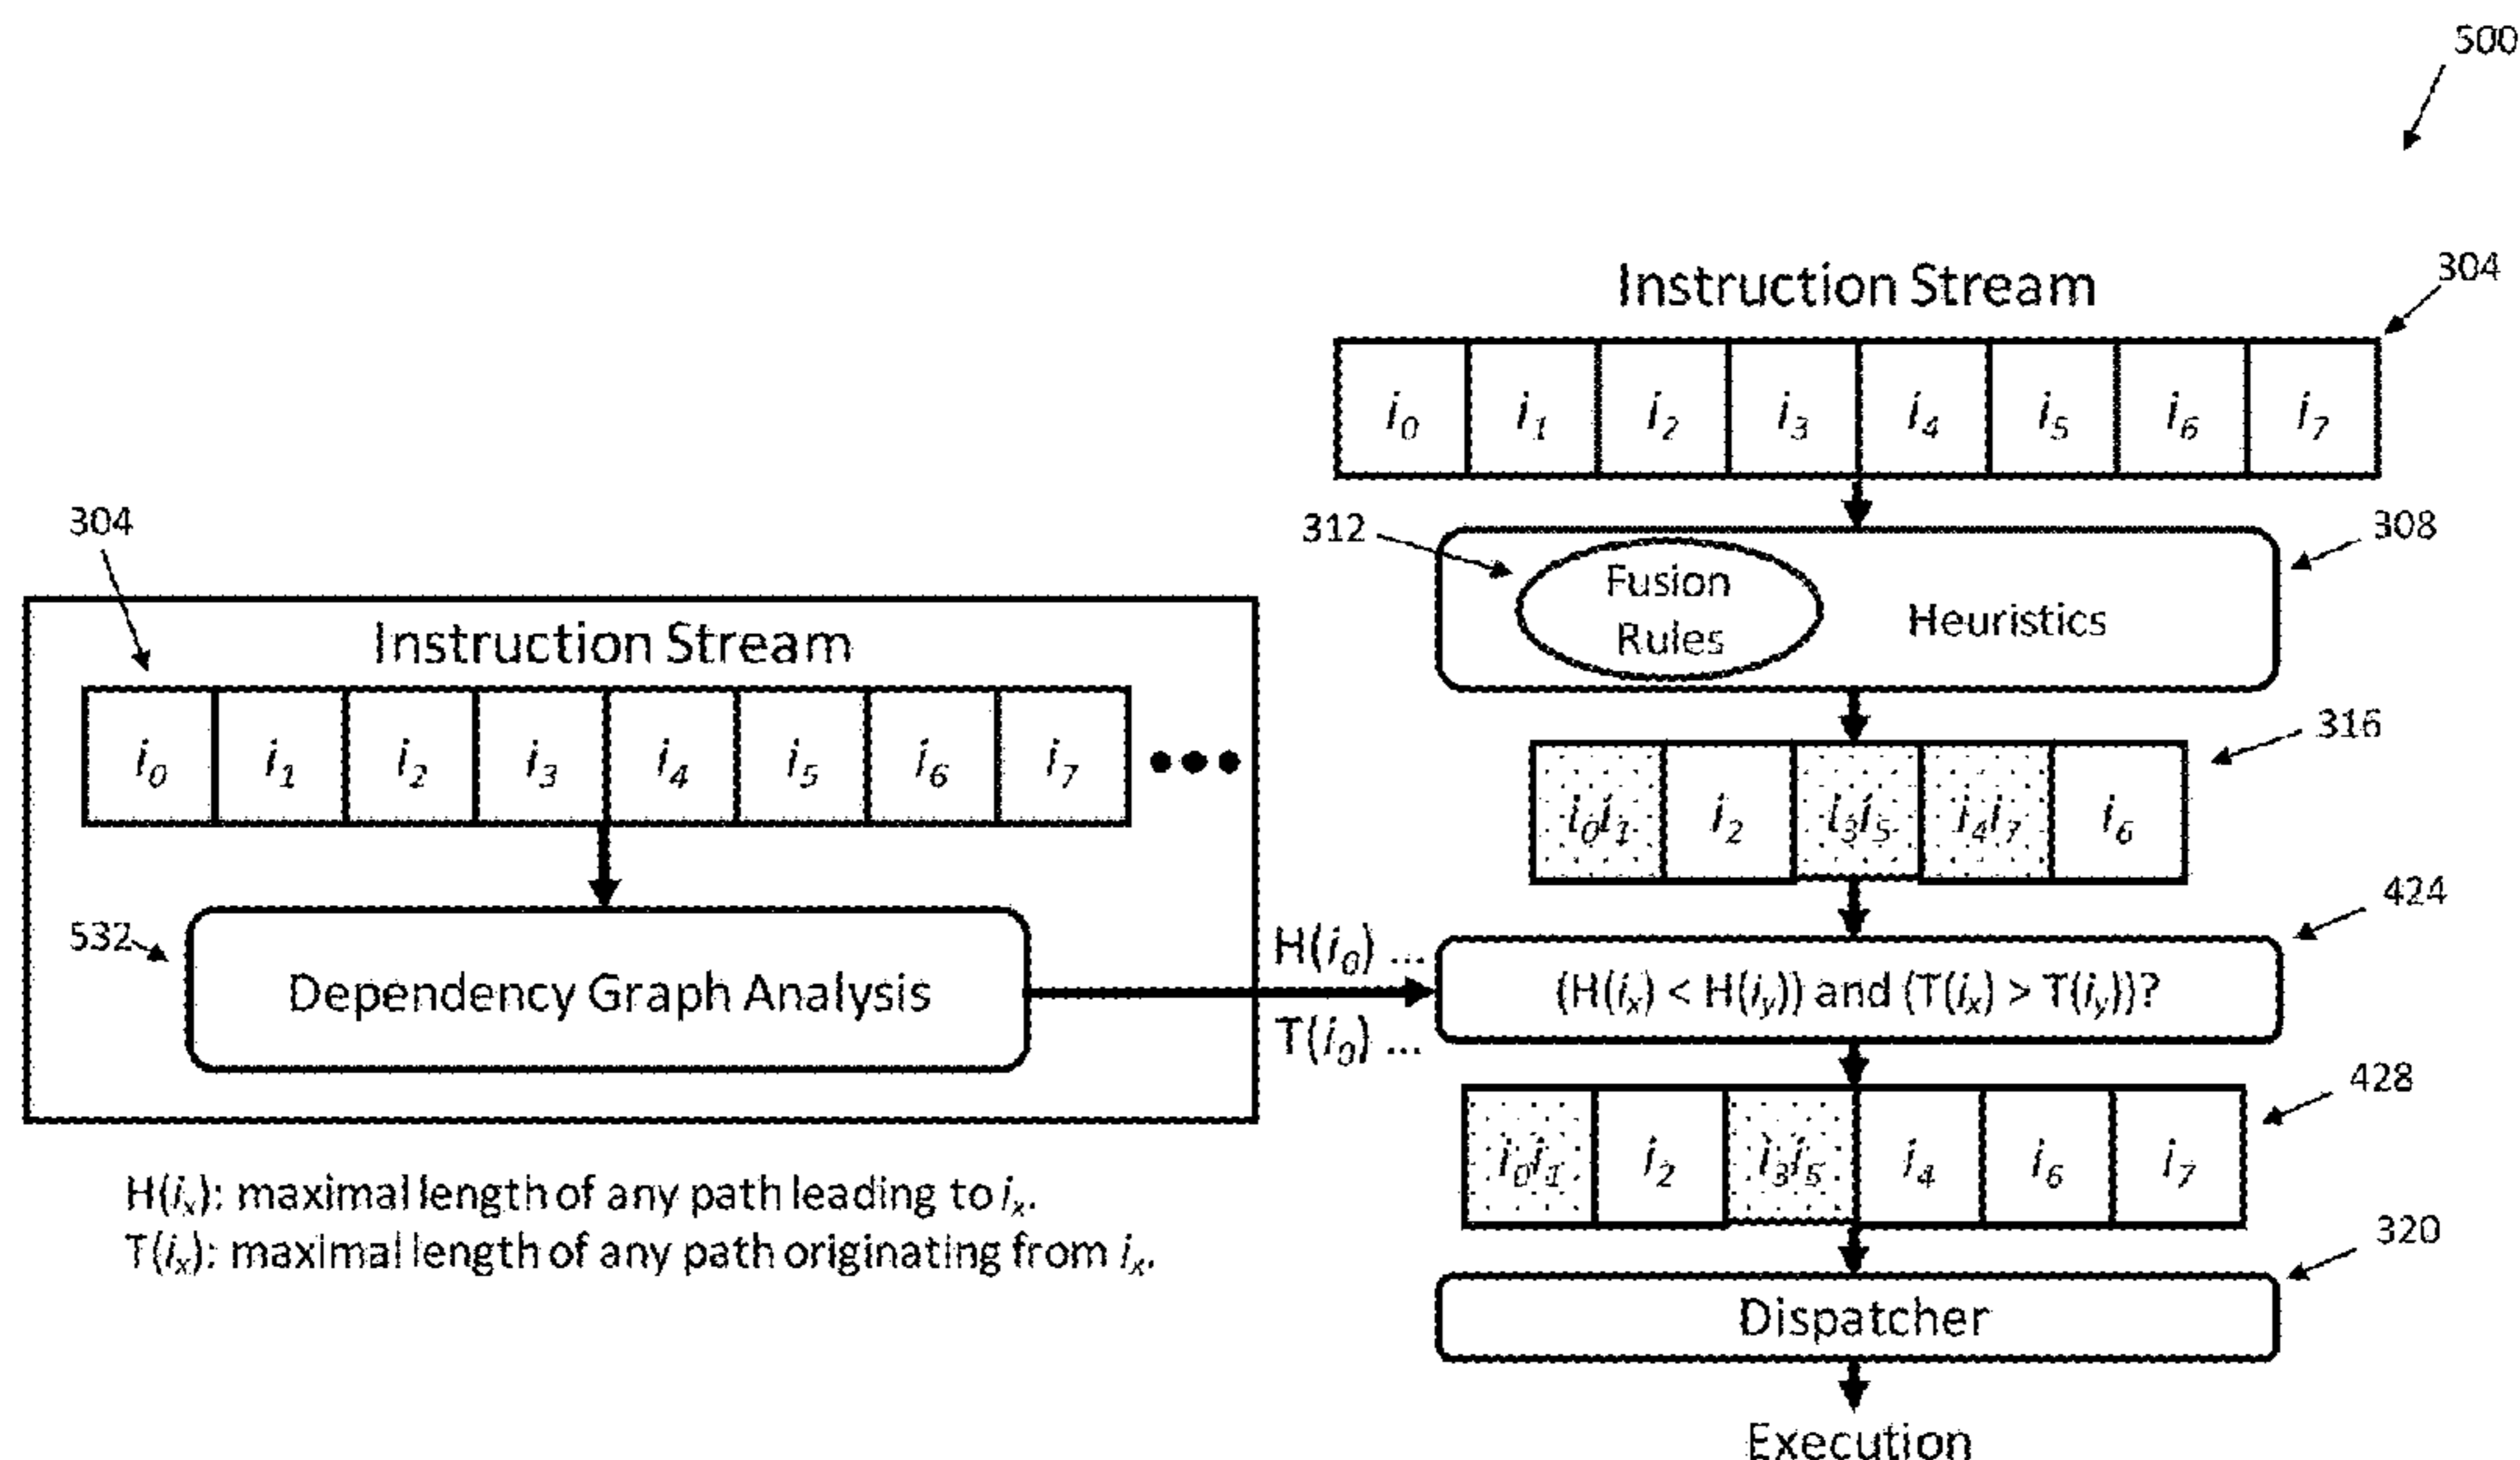 500
Instruction Stream
304
i0 i1 i2 i3 i4 i5 i6 i7
312
Fusion
Rules
Heuristics
308
304
Instruction Stream
i0 i1 i2 i3 i4 i5 i6 i7 •••
316
i0i1 i2 i3i5 i4i7 i6
532
Dependency Graph Analysis
H(i0) ...
T(i0) ...
424
(H(ix) < H(iy)) and (T(ix) > T(iy))?
428
i0i1 i2 i3i5 i4 i6 i7
H(ix): maximal length of any path leading to ix.
T(ix): maximal length of any path originating from ix.
320
Dispatcher
Execution